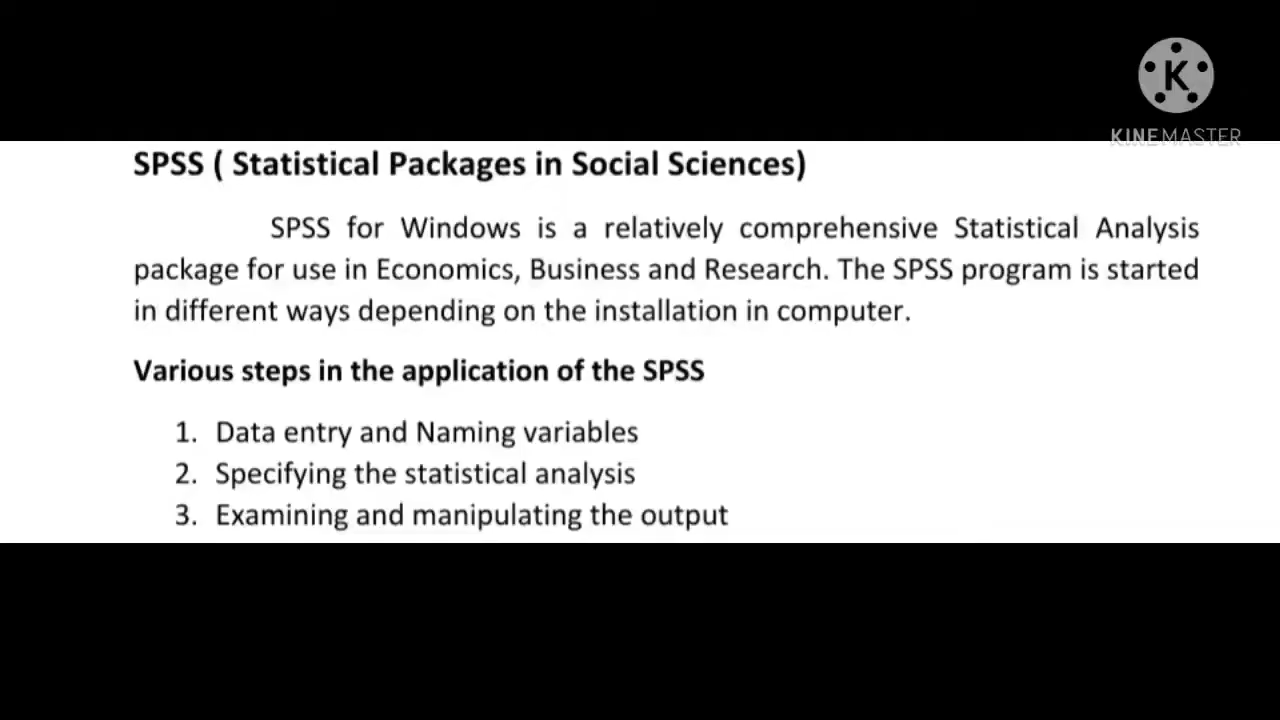 K
KINEMASTER
SPSS ( Statistical Packages in Social Sciences)
SPSS for Windows is a relatively comprehensive Statistical Analysis
package for use in Economics, Business and Research. The SPSS program is started
in different ways depending on the installation in computer.
Various steps in the application of the SPSS
1. Data entry and Naming variables
2. Specifying the statistical analysis
3. Examining and manipulating the output